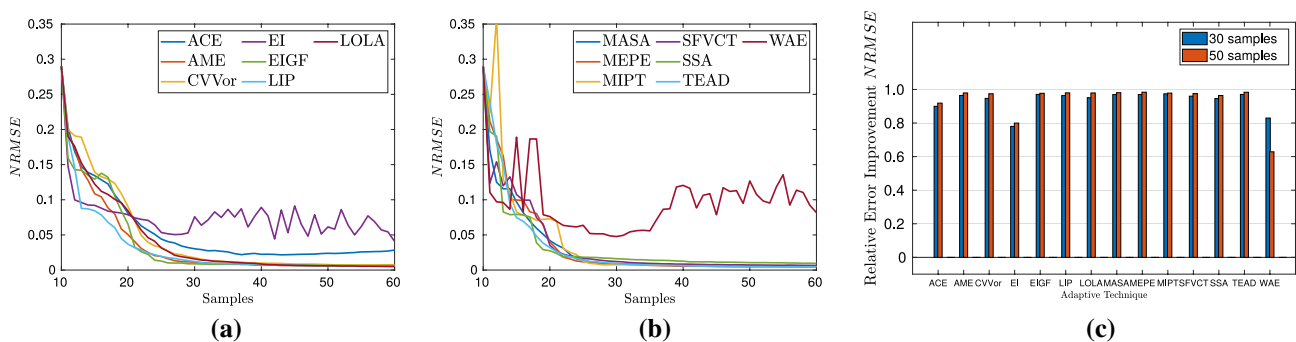 0.35
0.3
0.25
0.2
0.15
0.1
0.05
0
NRMSE
10 20 30 40 50 60
Samples
ACE EI LOLA
AME EIGF
CVVor LIP
(a)
0.35
0.3
0.25
0.2
0.15
0.1
0.05
0
NRMSE
10 20 30 40 50 60
Samples
MASA SFVCT WAE
MEPE SSA
MIPT TEAD
(b)
Relative Error Improvement NRMSE
1.0
0.8
0.6
0.4
0.2
0
30 samples
50 samples
ACE AME CVVor EI EIGF LIP LOLA MASAMEPE MIPTSFVCT SSA TEAD WAE
Adaptive Technique
(c)